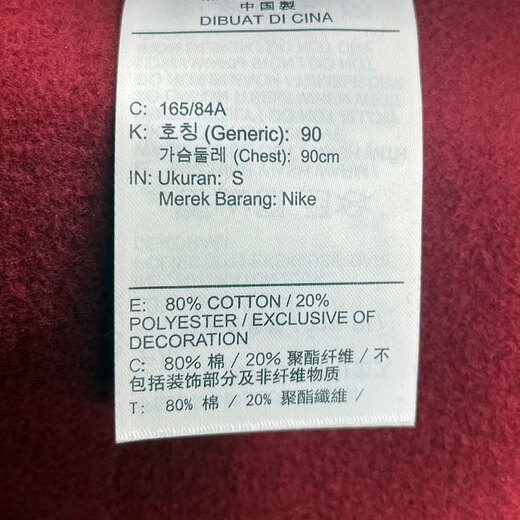 中国製
DIBUAT DI CINA
C: 165/84A
K: 호칭 (Generic): 90
가슴둘레 (Chest): 90cm
IN: Ukuran: S
Merek Barang: Nike
E: 80% COTTON / 20%
POLYESTER / EXCLUSIVE OF
DECORATION
C: 80% 棉 / 20% 聚酯纤维 / 不
包括装饰部分及非纤维物质
T: 80% 棉 / 20% 聚酯纖維 /